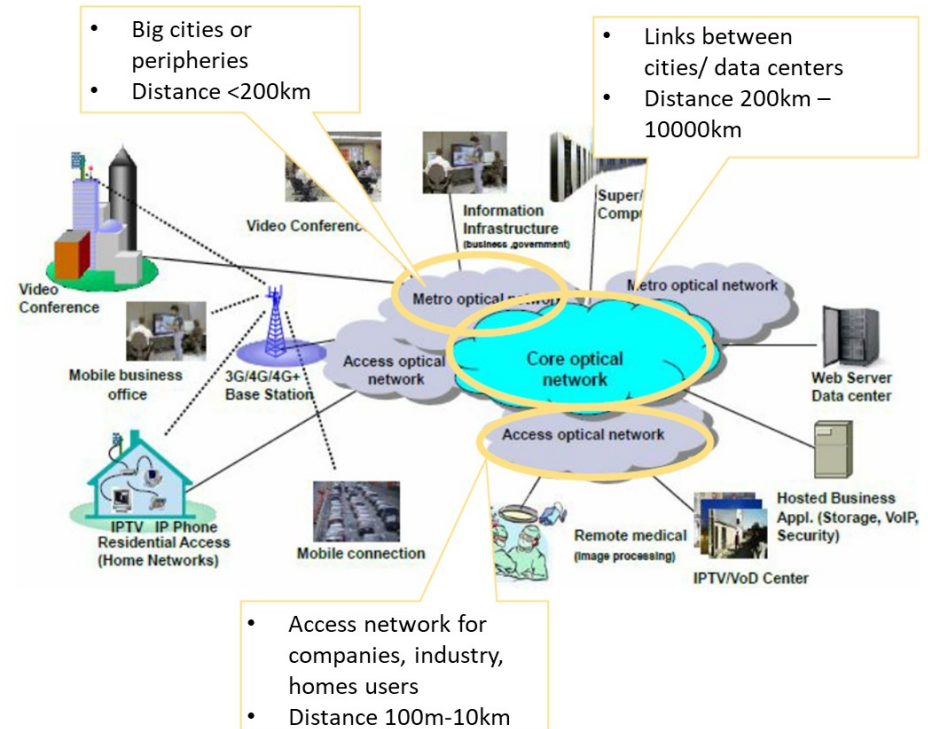 • Big cities or
peripheries
• Distance <200km
• Links between
cities/ data centers
• Distance 200km –
10000km
Video Conferenc
Information
Infrastructure
(business ,government)
Super/
Comp
Video
Conference
Metro optical network
Metro optical network
Mobile business
office
3G/4G/4G+
Base Station
Access optical
network
Core optical
network
Web Server
Data center
Access optical network
IPTV IP Phone
Residential Access
(Home Networks)
Mobile connection
Remote medical
(image processing)
Hosted Business
Appl. (Storage, VoIP,
Security)
IPTV/VoD Center
• Access network for
companies, industry,
homes users
• Distance 100m-10km